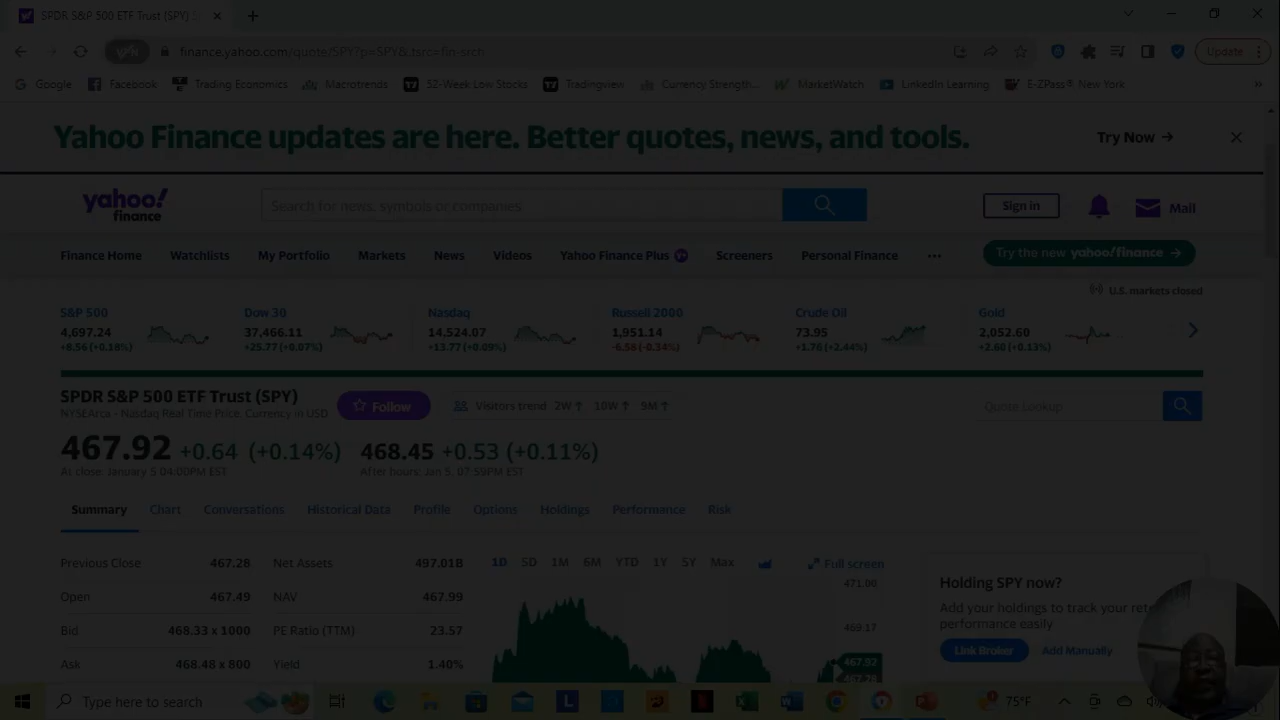 SPDR S&P 500 ETF Trust (SPY)
finance.yahoo.com/quote/SPY?p=SPY&.tsrc=fin-srch
Update
Google Facebook Trading Economics Macrotrends 52-Week Low Stocks Tradingview Currency Strength... MarketWatch LinkedIn Learning E-ZPass® New York
Yahoo Finance updates are here. Better quotes, news, and tools.
Try Now →
yahoo!
finance
Search for news, symbols or companies
Sign in
Mail
Finance Home Watchlists My Portfolio Markets News Videos Yahoo Finance Plus Screeners Personal Finance ...
Try the new yahoo!finance →
U.S. markets closed
S&P 500 Dow 30 Nasdaq Russell 2000 Crude Oil Gold
4,697.24 37,466.11 14,524.07 1,951.14 73.95 2,052.60
+8.56 (+0.18%) +25.77 (+0.07%) +13.77 (+0.09%) -6.58 (-0.34%) +1.76 (+2.44%) +2.60 (+0.13%)
SPDR S&P 500 ETF Trust (SPY)
NYSEArca - Nasdaq Real Time Price. Currency in USD
Follow
Visitors trend 2W ↑ 10W ↑ 9M ↑
Quote Lookup
467.92 +0.64 (+0.14%) 468.45 +0.53 (+0.11%)
At close: January 5 04:00PM EST After hours: Jan 5, 07:59PM EST
Summary Chart Conversations Historical Data Profile Options Holdings Performance Risk
Previous Close 467.28 Net Assets 497.01B
Open 467.49 NAV 467.99
Bid 468.33 x 1000 PE Ratio (TTM) 23.57
Ask 468.48 x 800 Yield 1.40%
1D 5D 1M 6M YTD 1Y 5Y Max Full screen
471.00
469.17
467.92
467.28
Holding SPY now?
Add your holdings to track your
performance easily
Link Broker Add Manually
Type here to search
75°F